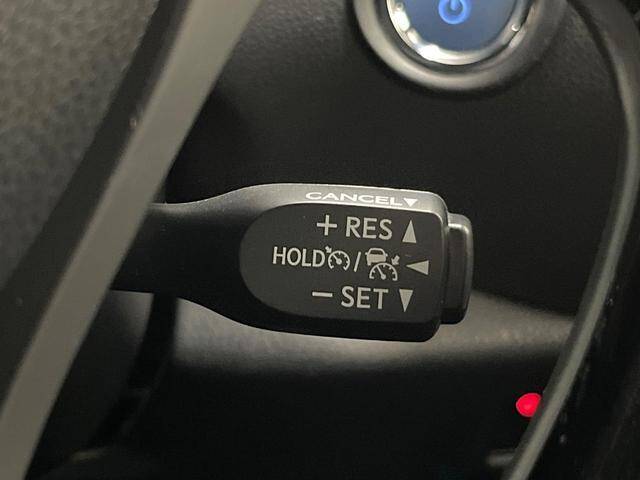 CANCEL▼
+ RES ▲
HOLD / ◀
− SET ▼